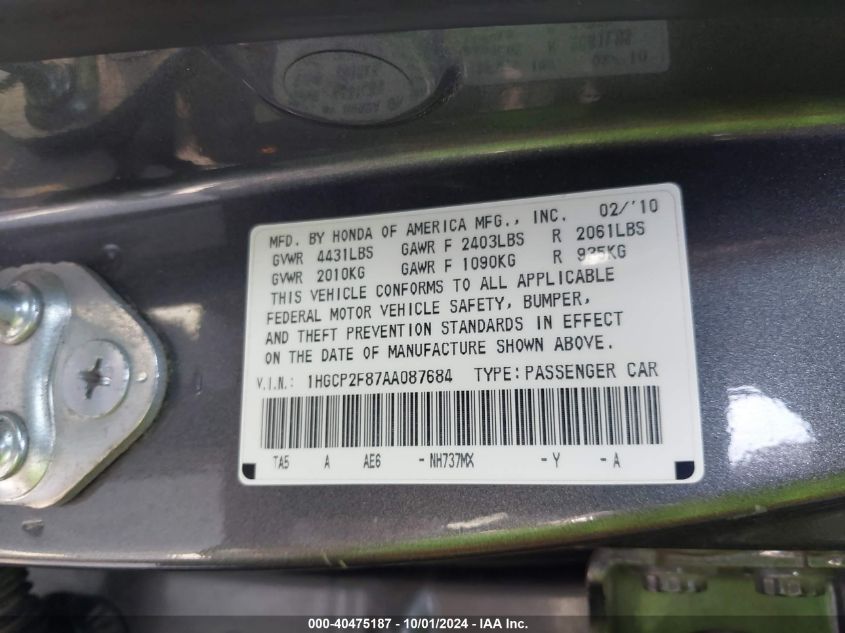 MFD. BY HONDA OF AMERICA MFG., INC. 02/'10
GVWR 4431LBS GAWR F 2403LBS R 2061LBS
GVWR 2010KG GAWR F 1090KG R 935KG
THIS VEHICLE CONFORMS TO ALL APPLICABLE
FEDERAL MOTOR VEHICLE SAFETY, BUMPER,
AND THEFT PREVENTION STANDARDS IN EFFECT
ON THE DATE OF MANUFACTURE SHOWN ABOVE.
V.I.N.: 1HGCP2F87AA087684 TYPE: PASSENGER CAR
TA5 A AE6 - NH737MX - Y - A
000-40475187 - 10/01/2024 - IAA Inc.